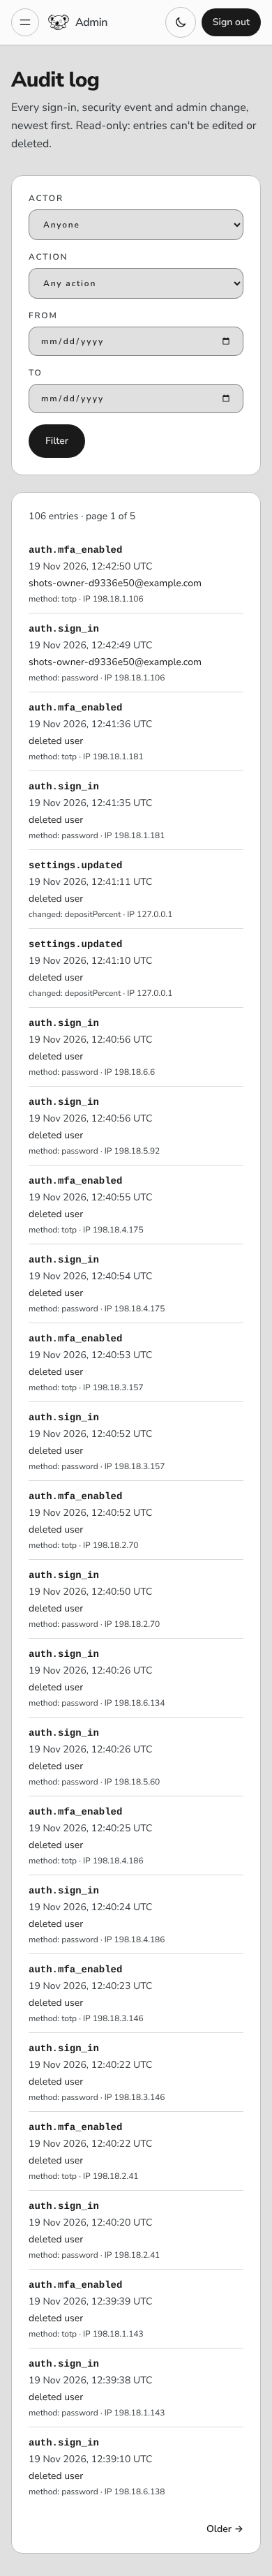 Admin
Sign out
Audit log
Every sign-in, security event and admin change,
newest first. Read-only: entries can't be edited or
deleted.
ACTOR
Anyone
ACTION
Any action
FROM
mm/dd/yyyy
TO
mm/dd/yyyy
Filter
106 entries · page 1 of 5
auth.mfa_enabled
19 Nov 2026, 12:42:50 UTC
shots-owner-d9336e50@example.com
method: totp · IP 198.18.1.106
auth.sign_in
19 Nov 2026, 12:42:49 UTC
shots-owner-d9336e50@example.com
method: password · IP 198.18.1.106
auth.mfa_enabled
19 Nov 2026, 12:41:36 UTC
deleted user
method: totp · IP 198.18.1.181
auth.sign_in
19 Nov 2026, 12:41:35 UTC
deleted user
method: password · IP 198.18.1.181
settings.updated
19 Nov 2026, 12:41:11 UTC
deleted user
changed: depositPercent · IP 127.0.0.1
settings.updated
19 Nov 2026, 12:41:10 UTC
deleted user
changed: depositPercent · IP 127.0.0.1
auth.sign_in
19 Nov 2026, 12:40:56 UTC
deleted user
method: password · IP 198.18.6.6
auth.sign_in
19 Nov 2026, 12:40:56 UTC
deleted user
method: password · IP 198.18.5.92
auth.mfa_enabled
19 Nov 2026, 12:40:55 UTC
deleted user
method: totp · IP 198.18.4.175
auth.sign_in
19 Nov 2026, 12:40:54 UTC
deleted user
method: password · IP 198.18.4.175
auth.mfa_enabled
19 Nov 2026, 12:40:53 UTC
deleted user
method: totp · IP 198.18.3.157
auth.sign_in
19 Nov 2026, 12:40:52 UTC
deleted user
method: password · IP 198.18.3.157
auth.mfa_enabled
19 Nov 2026, 12:40:52 UTC
deleted user
method: totp · IP 198.18.2.70
auth.sign_in
19 Nov 2026, 12:40:50 UTC
deleted user
method: password · IP 198.18.2.70
auth.sign_in
19 Nov 2026, 12:40:26 UTC
deleted user
method: password · IP 198.18.6.134
auth.sign_in
19 Nov 2026, 12:40:26 UTC
deleted user
method: password · IP 198.18.5.60
auth.mfa_enabled
19 Nov 2026, 12:40:25 UTC
deleted user
method: totp · IP 198.18.4.186
auth.sign_in
19 Nov 2026, 12:40:24 UTC
deleted user
method: password · IP 198.18.4.186
auth.mfa_enabled
19 Nov 2026, 12:40:23 UTC
deleted user
method: totp · IP 198.18.3.146
auth.sign_in
19 Nov 2026, 12:40:22 UTC
deleted user
method: password · IP 198.18.3.146
auth.mfa_enabled
19 Nov 2026, 12:40:22 UTC
deleted user
method: totp · IP 198.18.2.41
auth.sign_in
19 Nov 2026, 12:40:20 UTC
deleted user
method: password · IP 198.18.2.41
auth.mfa_enabled
19 Nov 2026, 12:39:39 UTC
deleted user
method: totp · IP 198.18.1.143
auth.sign_in
19 Nov 2026, 12:39:38 UTC
deleted user
method: password · IP 198.18.1.143
auth.sign_in
19 Nov 2026, 12:39:10 UTC
deleted user
method: password · IP 198.18.6.138
Older →